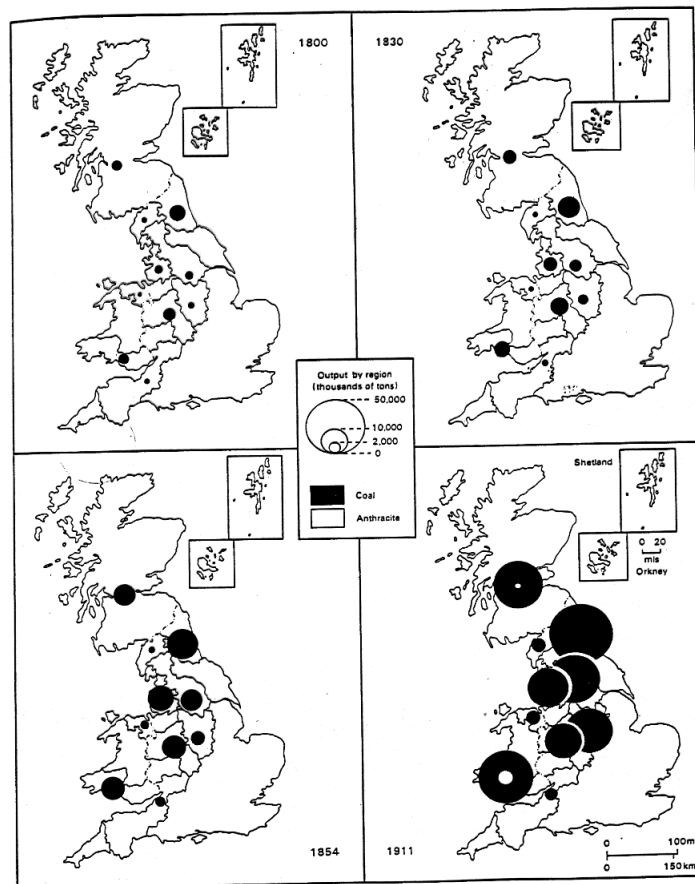 1800
1830
Output by region
(thousands of tons)
50,000
10,000
2,000
0
Coal
Anthracite
Shetland
0 20
mls
Orkney
1854
1911
0 100m
0 150km